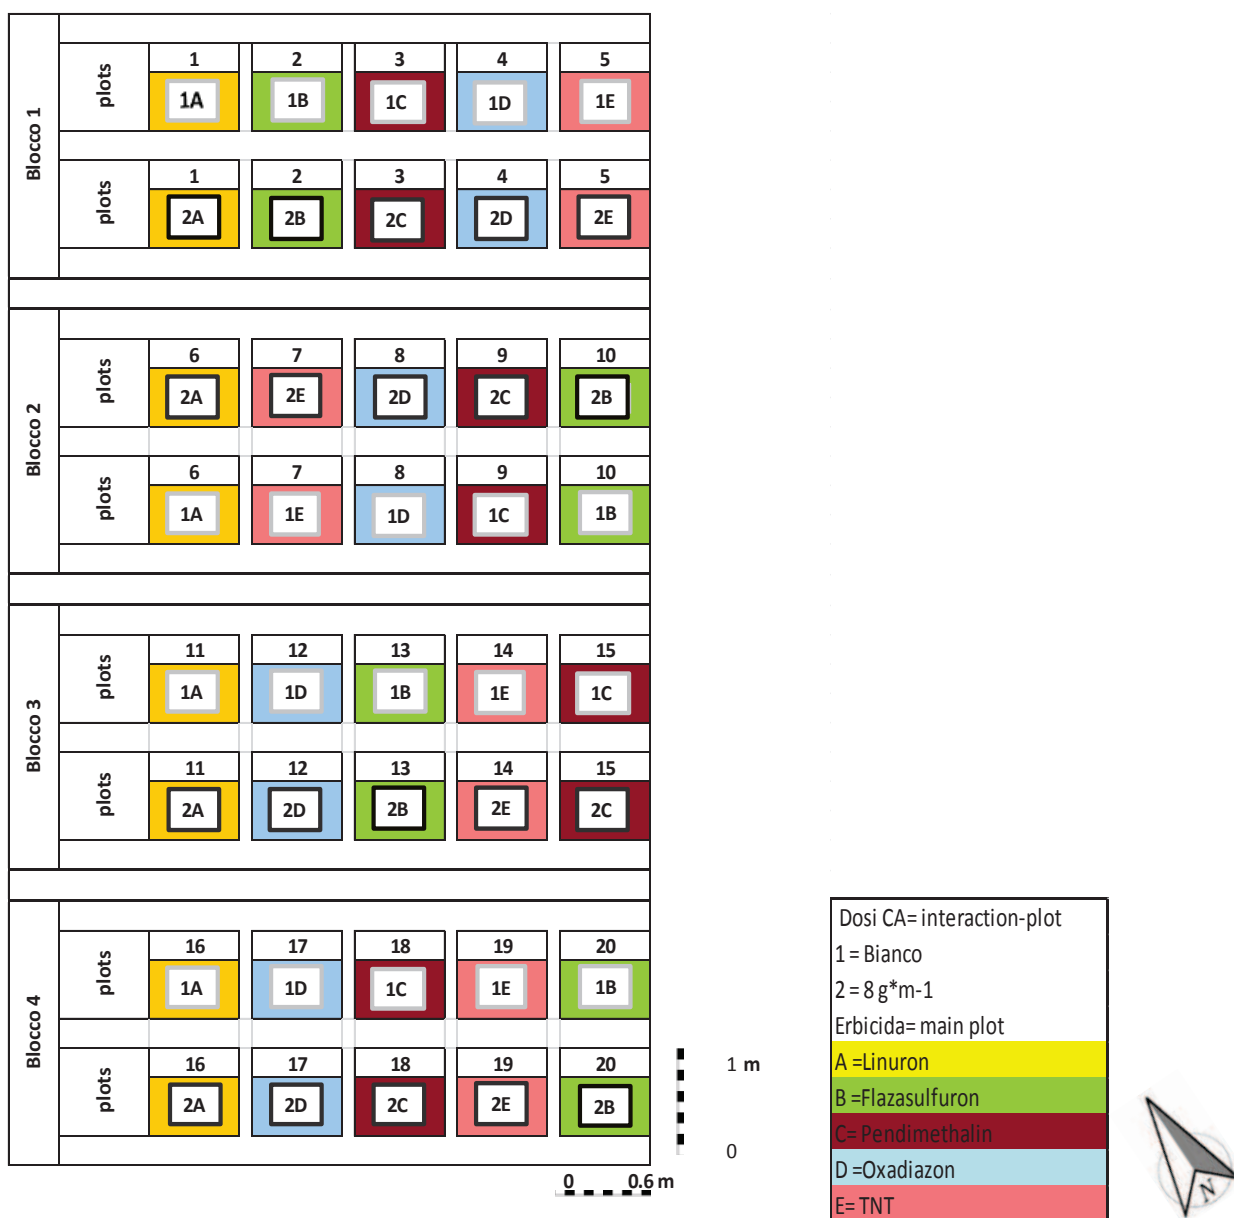 Blocco 1
plots 1 2 3 4 5
1A 1B 1C 1D 1E
plots 1 2 3 4 5
2A 2B 2C 2D 2E
Blocco 2
plots 6 7 8 9 10
2A 2E 2D 2C 2B
plots 6 7 8 9 10
1A 1E 1D 1C 1B
Blocco 3
plots 11 12 13 14 15
1A 1D 1B 1E 1C
plots 11 12 13 14 15
2A 2D 2B 2E 2C
Blocco 4
plots 16 17 18 19 20
1A 1D 1C 1E 1B
plots 16 17 18 19 20
2A 2D 2C 2E 2B
1 m
0
0 0.6 m
Dosi CA= interaction-plot
1 = Bianco
2 = 8 g*m-1
Erbicida= main plot
A =Linuron
B =Flazasulfuron
C= Pendimethalin
D =Oxadiazon
E= TNT
N